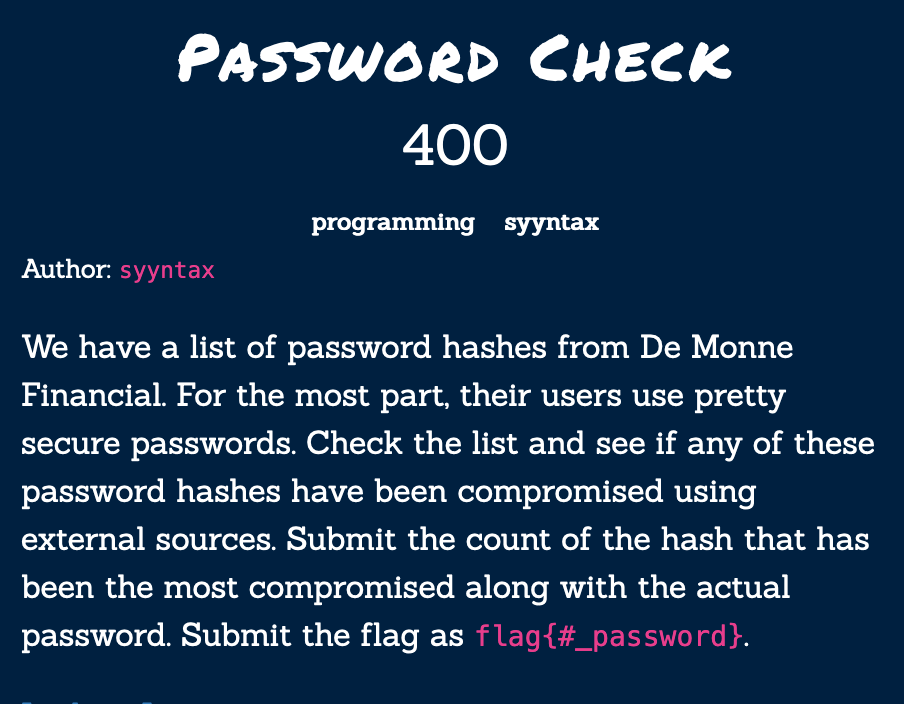 Password Check
400
programming syyntax
Author: syyntax
We have a list of password hashes from De Monne
Financial. For the most part, their users use pretty
secure passwords. Check the list and see if any of these
password hashes have been compromised using
external sources. Submit the count of the hash that has
been the most compromised along with the actual
password. Submit the flag as flag{#_password}.